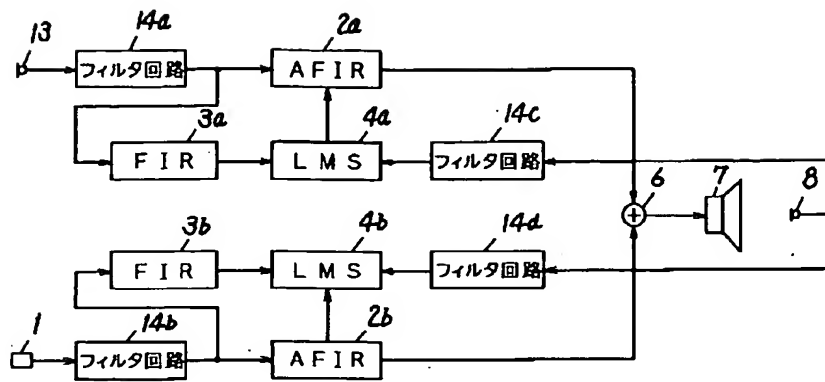 13
14a
フィルタ回路
2a
AFIR
3a
FIR
4a
LMS
14c
フィルタ回路
6
7
8
3b
FIR
4b
LMS
14d
フィルタ回路
1
14b
フィルタ回路
2b
AFIR